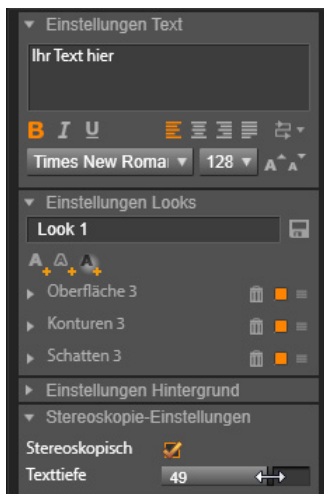 Einstellungen Text
Ihr Text hier
B I U
Times New Roma 128 A A
Einstellungen Looks
Look 1
A A A
Oberfläche 3
Konturen 3
Schatten 3
Einstellungen Hintergrund
Stereoskopie-Einstellungen
Stereoskopisch
Texttiefe 49